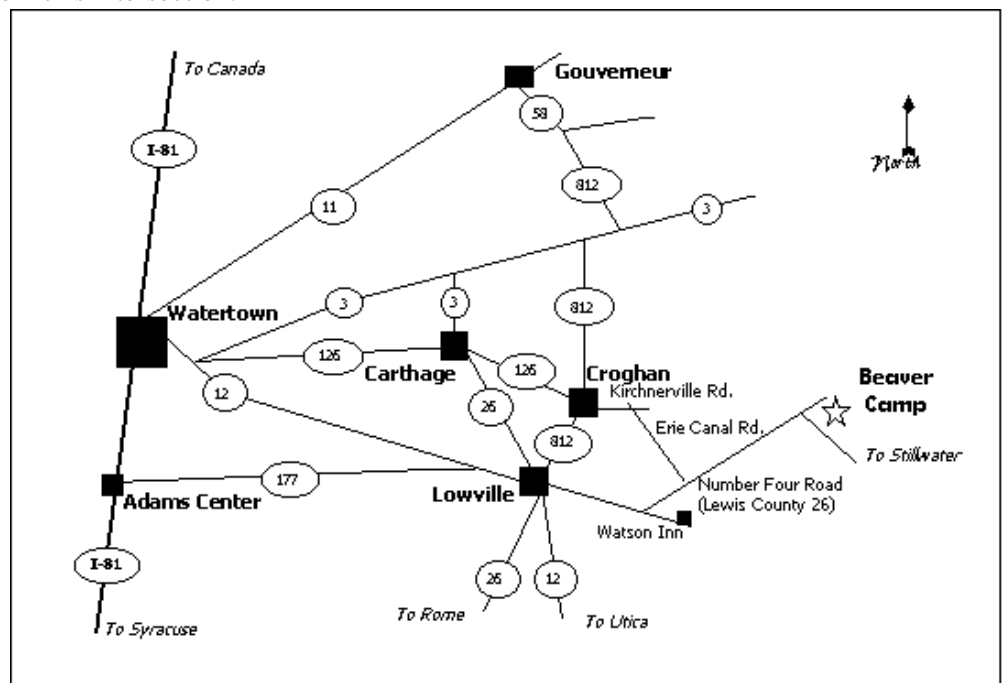 To Canada
Gouverneur
58
I-81
North
812
11
3
3
3
812
Watertown
126
Carthage
126
Croghan
Beaver
Camp
Kirchnerville Rd.
12
26
Erie Canal Rd.
812
To Stillwater
177
Adams Center
Lowville
Number Four Road
(Lewis County 26)
Watson Inn
I-81
26
12
To Rome
To Utica
To Syracuse